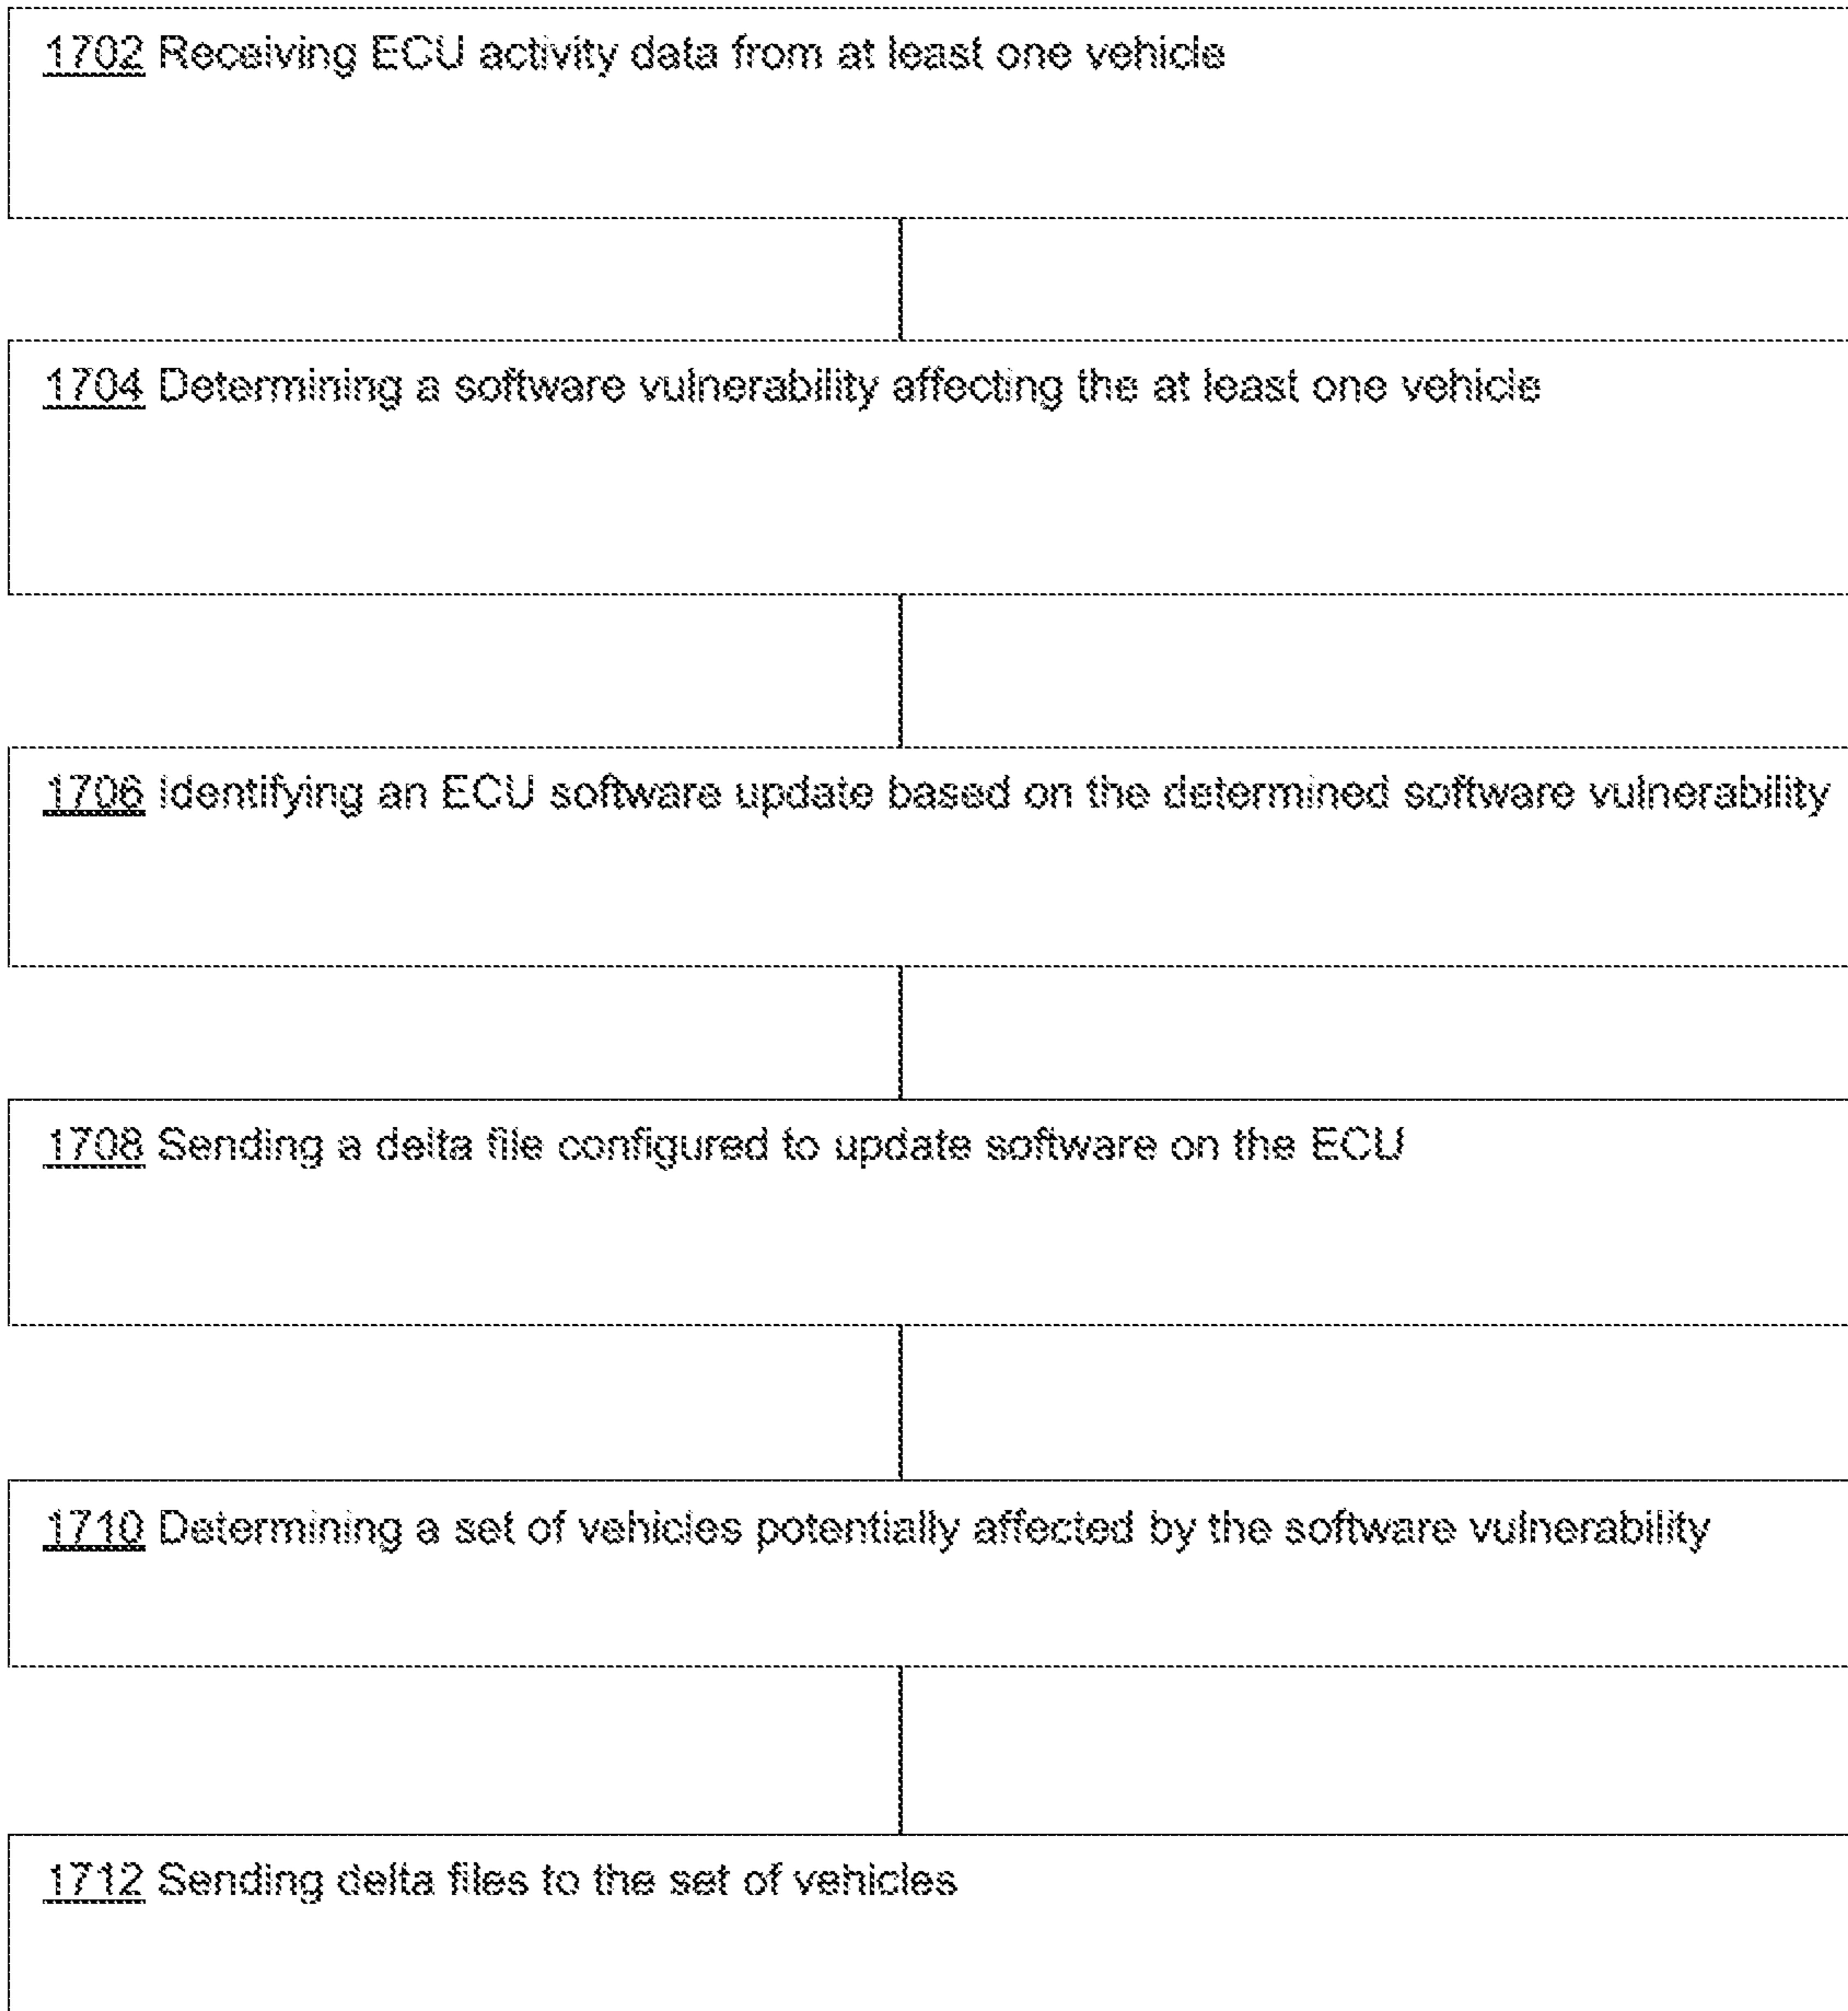 1702 Receiving ECU activity data from at least one vehicle
1704 Determining a software vulnerability affecting the at least one vehicle
1706 Identifying an ECU software update based on the determined software vulnerability
1708 Sending a delta file configured to update software on the ECU
1710 Determining a set of vehicles potentially affected by the software vulnerability
1712 Sending delta files to the set of vehicles